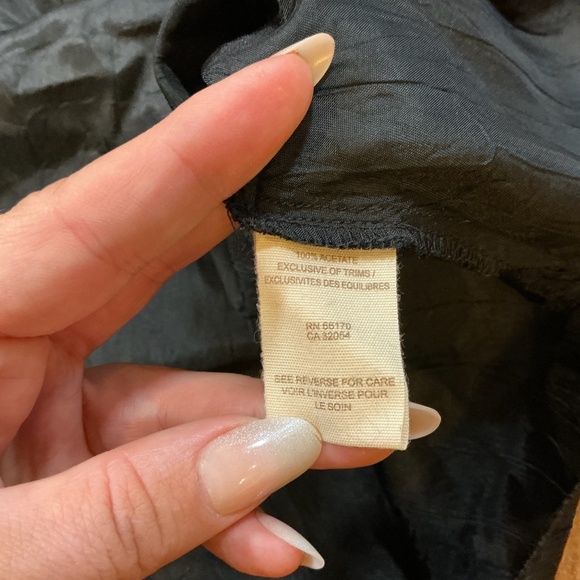 100% ACETATE
EXCLUSIVE OF TRIMS /
EXCLUSIVITES DES EQUILIBRES
RN 66170
CA 32054
SEE REVERSE FOR CARE
VOIR L'INVERSE POUR
LE SOIN